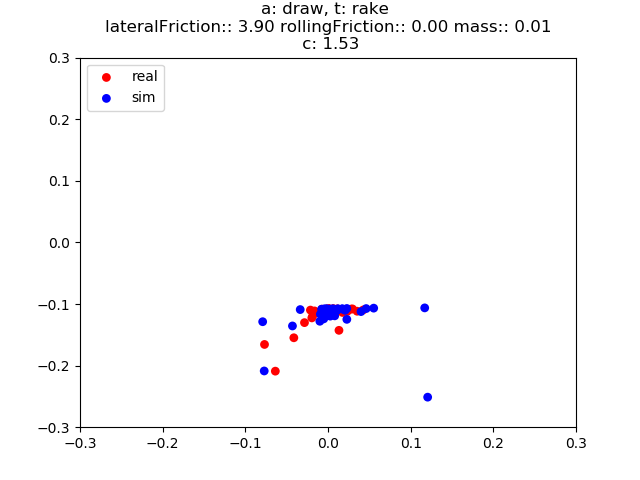 a: draw, t: rake
lateralFriction:: 3.90 rollingFriction:: 0.00 mass:: 0.01
c: 1.53
real
sim
0.3
0.2
0.1
0.0
−0.1
−0.2
−0.3
−0.3
−0.2
−0.1
0.0
0.1
0.2
0.3